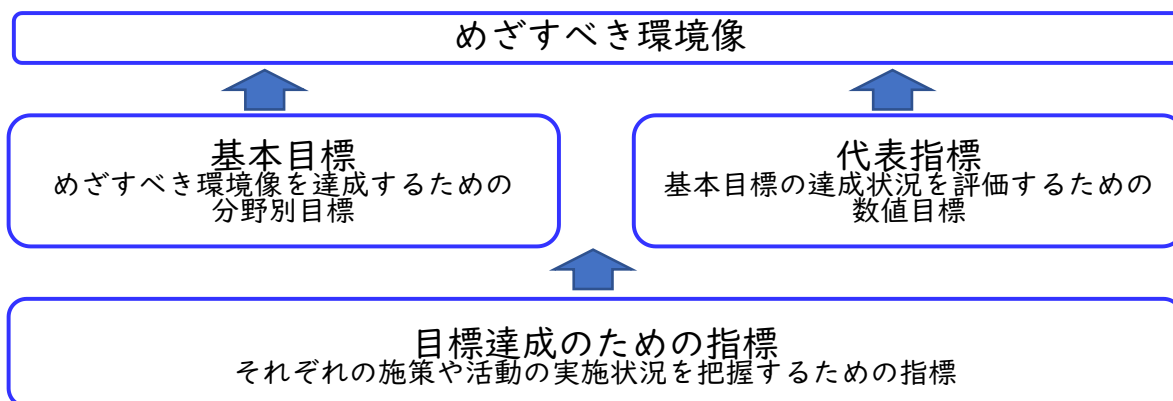 めざすべき環境像
基本目標
めざすべき環境像を達成するための
分野別目標
代表指標
基本目標の達成状況を評価するための
数値目標
目標達成のための指標
それぞれの施策や活動の実施状況を把握するための指標